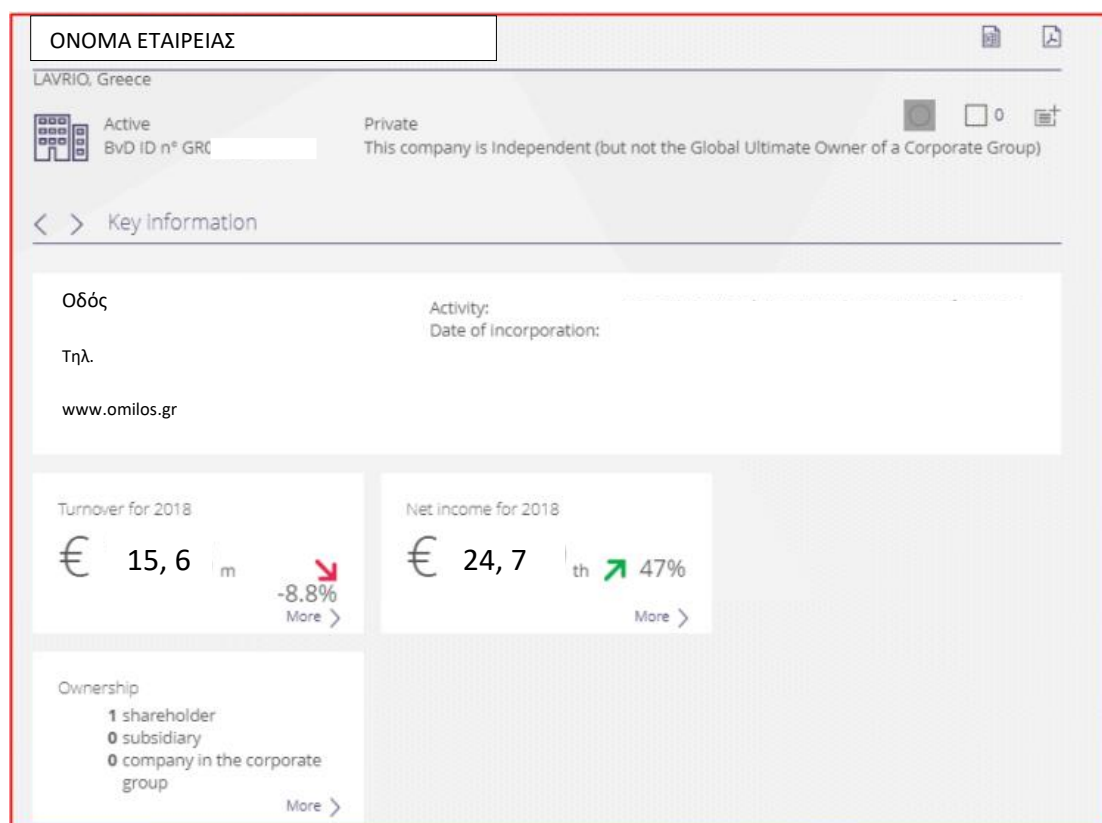 ΟΝΟΜΑ ΕΤΑΙΡΕΙΑΣ
LAVRIO, Greece
Active
Private
0
BvD ID n° GR0
This company is Independent (but not the Global Ultimate Owner of a Corporate Group)
Key information
Οδός
Activity:
Date of incorporation:
Τηλ.
www.omilos.gr
Turnover for 2018
€ 15, 6 m
-8.8%
More
Net income for 2018
€ 24, 7 th 47%
More
Ownership
1 shareholder
0 subsidiary
0 company in the corporate
group
More